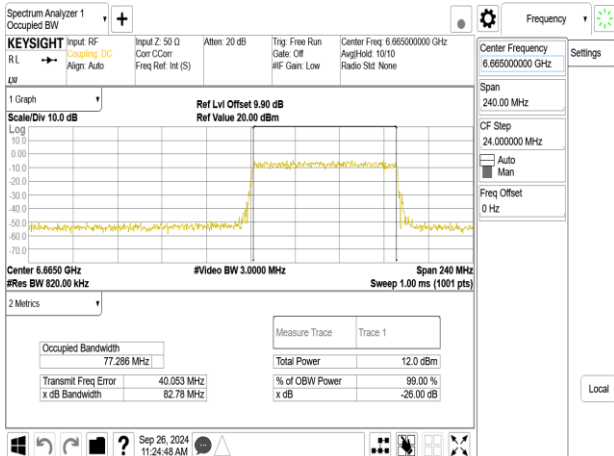 Spectrum Analyzer 1
Occupied BW
+
Frequency
KEYSIGHT
RL
LXI
Input: RF
Coupling: DC
Align: Auto
Input Z: 50 Ω
Corr CCorr
Freq Ref: Int (S)
Atten: 20 dB
Trig: Free Run
Gate: Off
#IF Gain: Low
Center Freq: 6.665000000 GHz
Avg|Hold: 10/10
Radio Std: None
Center Frequency
6.665000000 GHz
Settings
Span
240.00 MHz
CF Step
24.000000 MHz
Auto
Man
Freq Offset
0 Hz
Local
1 Graph
Scale/Div 10.0 dB
Ref Lvl Offset 9.90 dB
Ref Value 20.00 dBm
Log
10.0
0.00
-10.0
-20.0
-30.0
-40.0
-50.0
-60.0
-70.0
Center 6.6650 GHz
#Video BW 3.0000 MHz
Span 240 MHz
#Res BW 820.00 kHz
Sweep 1.00 ms (1001 pts)
2 Metrics
Measure Trace
Trace 1
Occupied Bandwidth
77.286 MHz
Total Power
12.0 dBm
Transmit Freq Error
40.053 MHz
% of OBW Power
99.00 %
x dB Bandwidth
82.78 MHz
x dB
-26.00 dB
?
Sep 26, 2024
11:24:48 AM